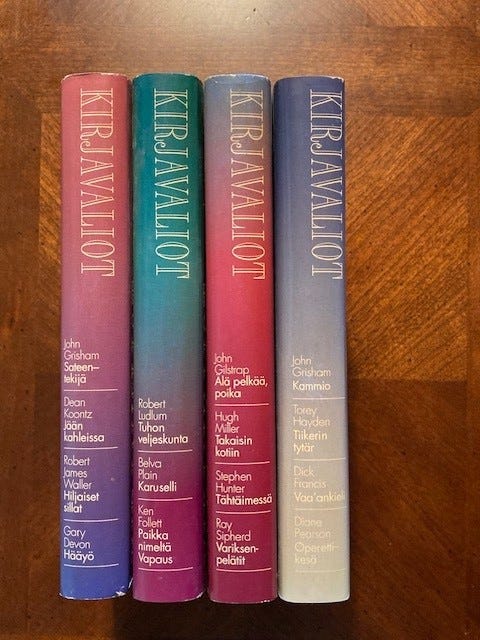 KIRJAVALIOT
John
Grisham
Sateen-
tekijä
Dean
Koontz
Jään
kahleissa
Robert
James
Waller
Hiljaiset
sillat
Gary
Devon
Hääyö
KIRJAVALIOT
Robert
Ludlum
Tuhon
veljeskunta
Belva
Plain
Karuselli
Ken
Follett
Paikka
nimeltä
Vapaus
KIRJAVALIOT
John
Gilstrap
Älä pelkää,
poika
Hugh
Miller
Takaisin
kotiin
Stephen
Hunter
Tähtäimessä
Ray
Sipherd
Variksen-
pelätit
KIRJAVALIOT
John
Grisham
Kammio
Torey
Hayden
Tiikerin
tytär
Dick
Francis
Vaa'ankieli
Diane
Pearson
Operetti-
kesä